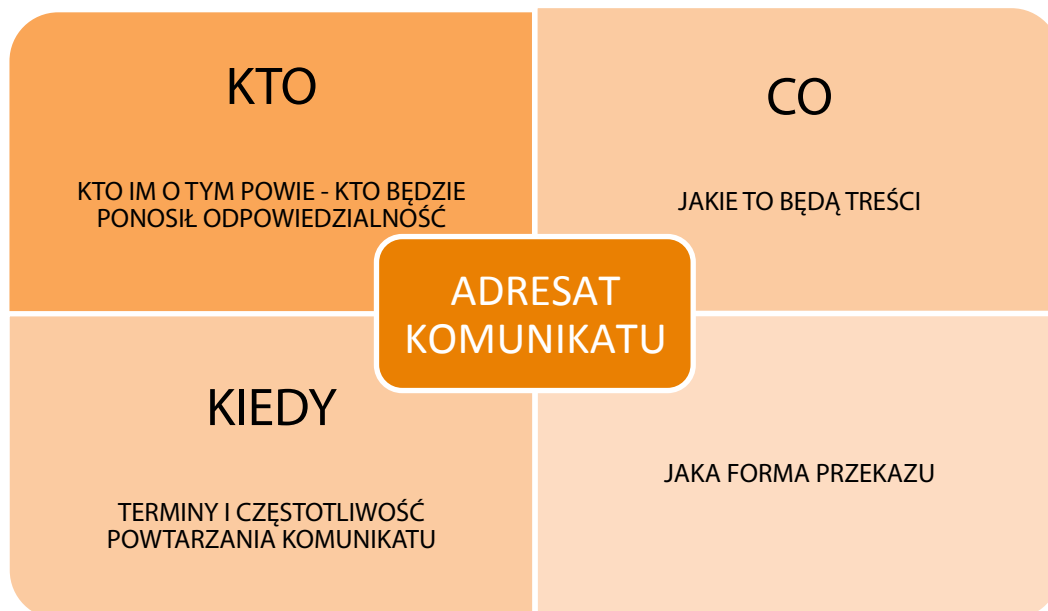 KTO
KTO IM O TYM POWIE - KTO BĘDZIE
PONOSIŁ ODPOWIEDZIALNOŚĆ
CO
JAKIE TO BĘDĄ TREŚCI
ADRESAT
KOMUNIKATU
KIEDY
TERMINY I CZĘSTOTLIWOŚĆ
POWTARZANIA KOMUNIKATU
JAKA FORMA PRZEKAZU